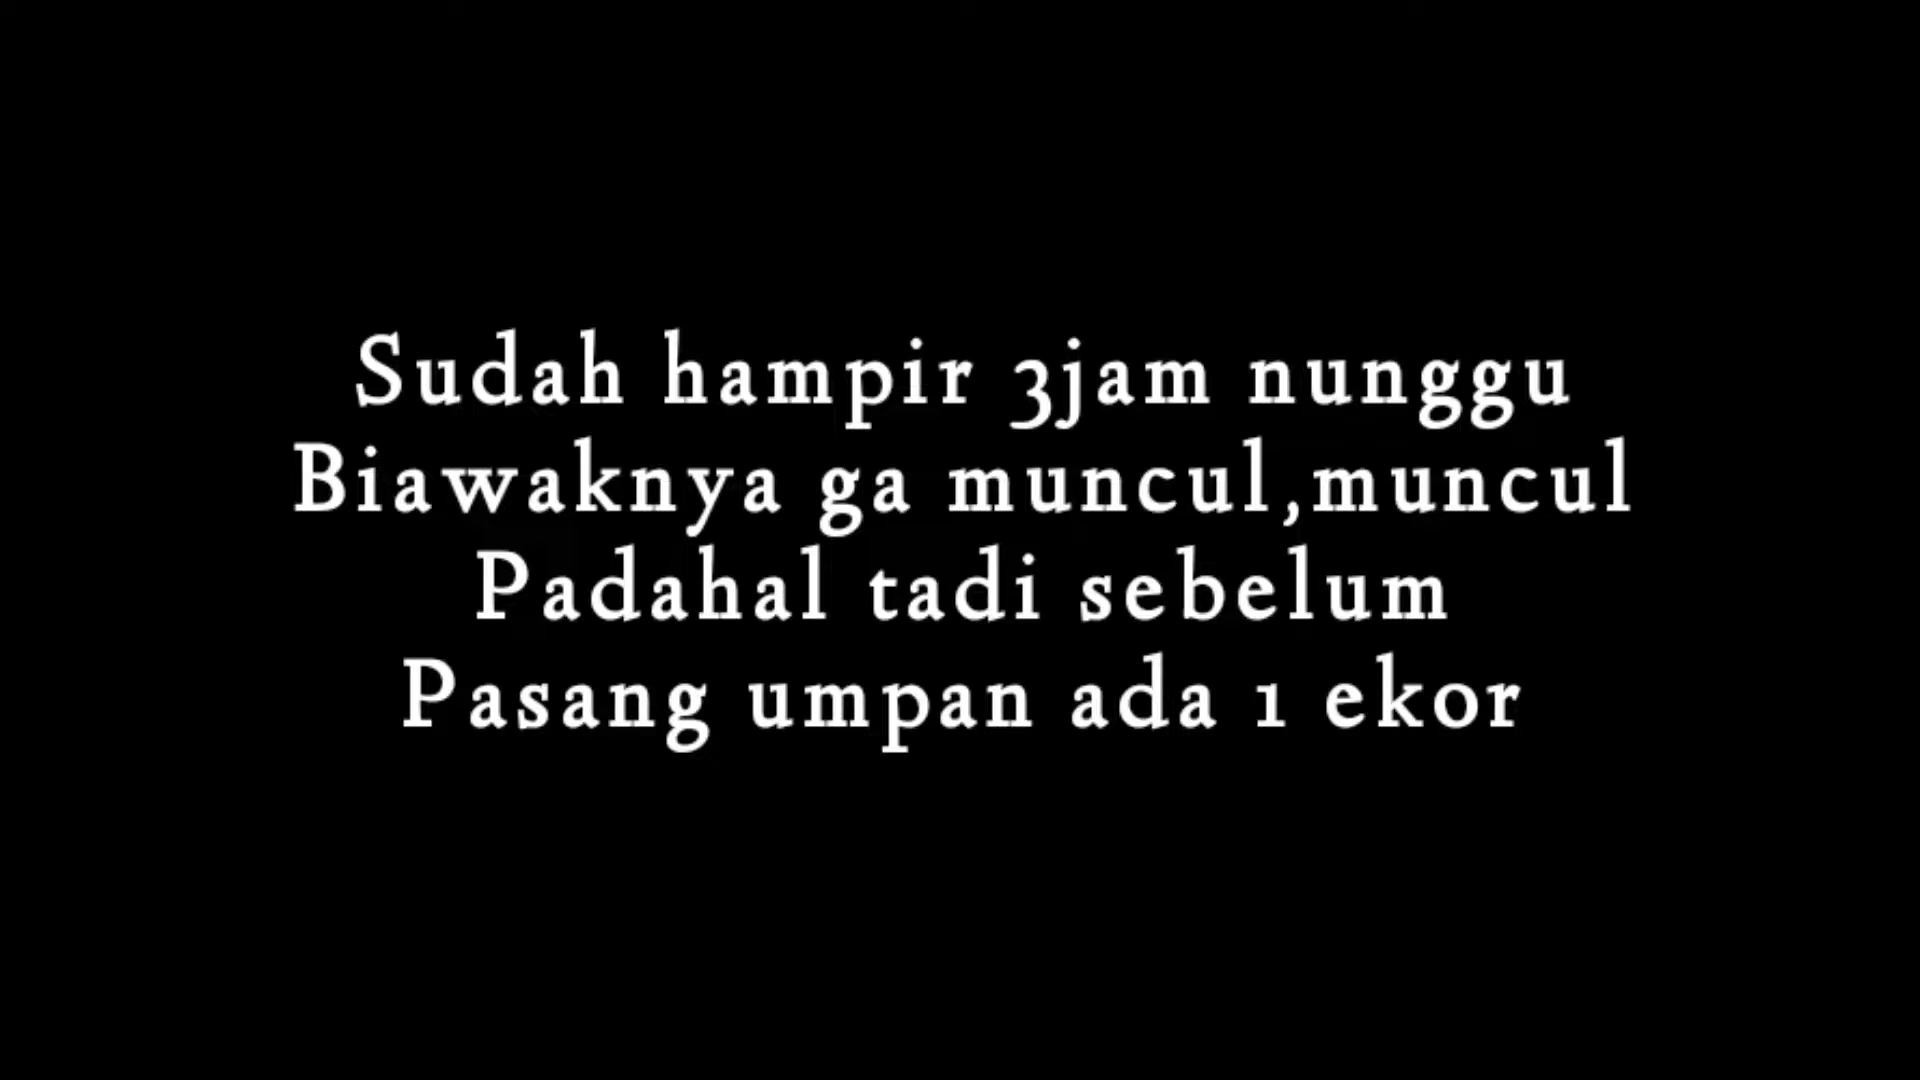 Sudah hampir 3jam nunggu
Biawaknya ga muncul,muncul
Padahal tadi sebelum
Pasang umpan ada 1 ekor